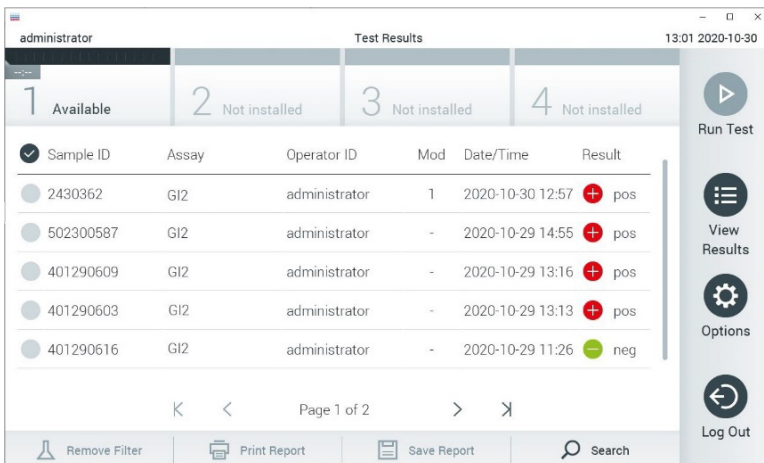 administrator Test Results 13:01 2020-10-30
--:--
1 Available 2 Not installed 3 Not installed 4 Not installed
Run Test
Sample ID Assay Operator ID Mod Date/Time Result
2430362 GI2 administrator 1 2020-10-30 12:57 pos
502300587 GI2 administrator - 2020-10-29 14:55 pos
View
Results
401290609 GI2 administrator - 2020-10-29 13:16 pos
401290603 GI2 administrator - 2020-10-29 13:13 pos
Options
401290616 GI2 administrator - 2020-10-29 11:26 neg
Page 1 of 2
Log Out
Remove Filter Print Report Save Report Search